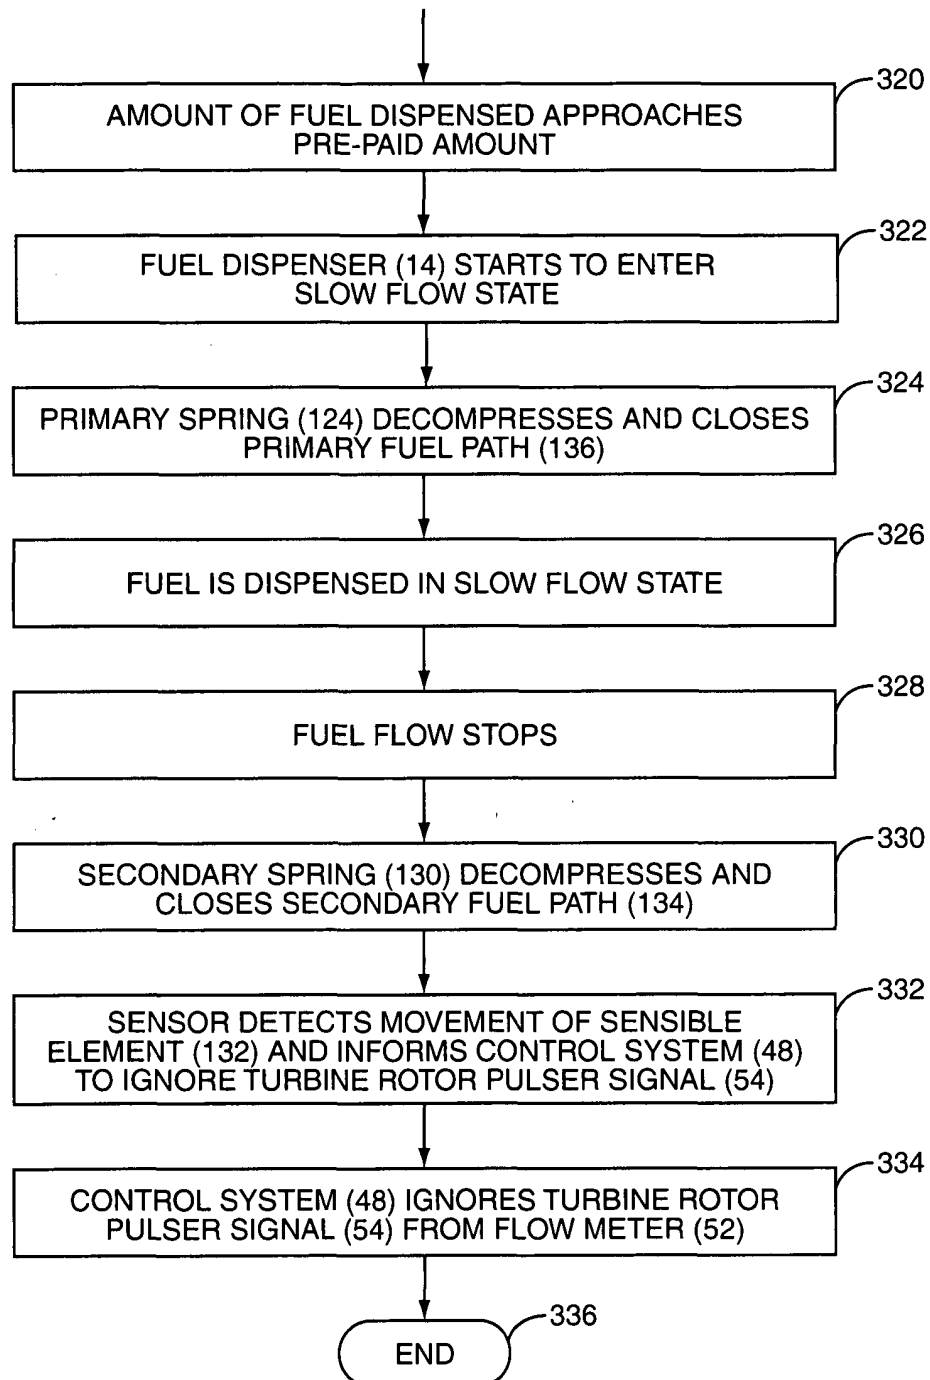 320
AMOUNT OF FUEL DISPENSED APPROACHES
PRE-PAID AMOUNT
322
FUEL DISPENSER (14) STARTS TO ENTER
SLOW FLOW STATE
324
PRIMARY SPRING (124) DECOMPRESSES AND CLOSES
PRIMARY FUEL PATH (136)
326
FUEL IS DISPENSED IN SLOW FLOW STATE
328
FUEL FLOW STOPS
330
SECONDARY SPRING (130) DECOMPRESSES AND
CLOSES SECONDARY FUEL PATH (134)
332
SENSOR DETECTS MOVEMENT OF SENSIBLE
ELEMENT (132) AND INFORMS CONTROL SYSTEM (48)
TO IGNORE TURBINE ROTOR PULSER SIGNAL (54)
334
CONTROL SYSTEM (48) IGNORES TURBINE ROTOR
PULSER SIGNAL (54) FROM FLOW METER (52)
336
END